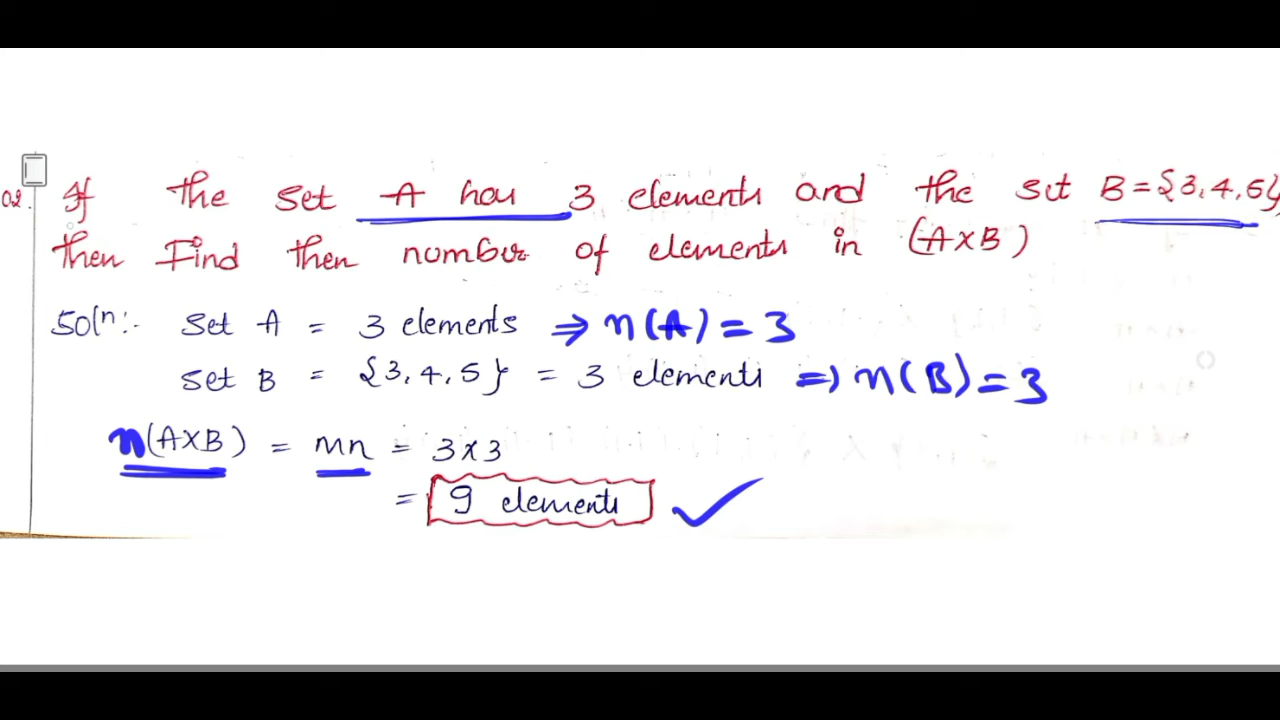 02. If the set A has 3 elements and the set B = {3, 4, 5}
then Find then number of elements in (A×B)
Sol^n:- Set A = 3 elements ⇒ n(A) = 3
Set B = {3, 4, 5} = 3 elements ⇒ n(B) = 3
n(A×B) = mn = 3×3
= 9 elements ✓